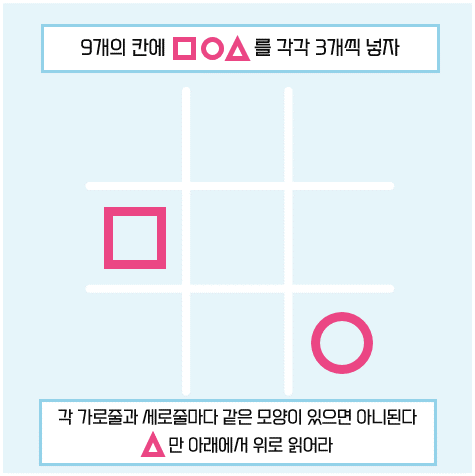 9개의 칸에 □○△를 각각 3개씩 넣자
각 가로줄과 세로줄마다 같은 모양이 있으면 아니된다
△만 아래에서 위로 읽어라